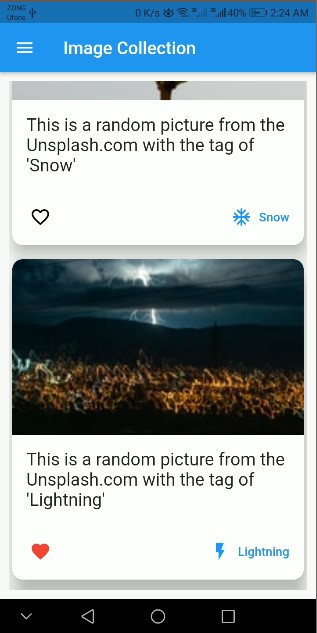 ZONG
Ufone
0 K/s 40% 2:24 AM
Image Collection
This is a random picture from the
Unsplash.com with the tag of
'Snow'
Snow
This is a random picture from the
Unsplash.com with the tag of
'Lightning'
Lightning